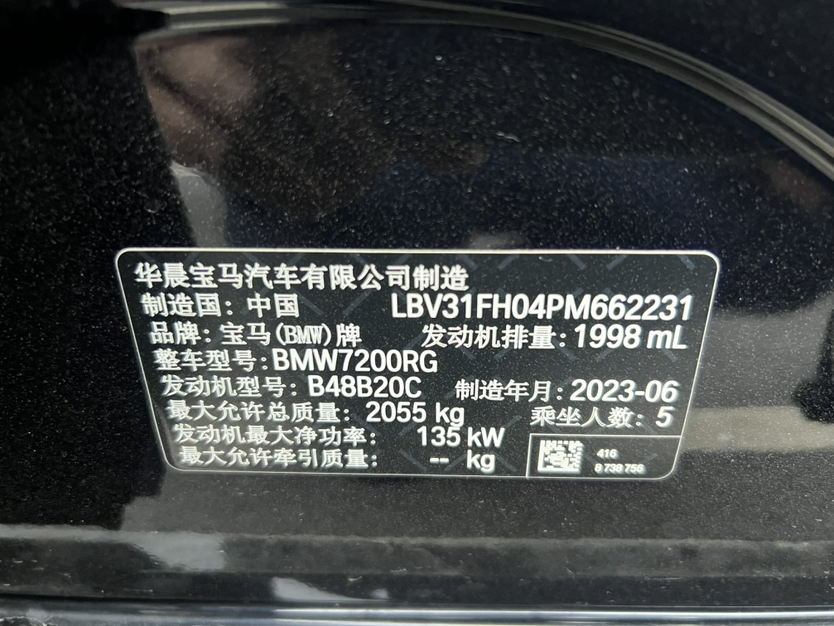 华晨宝马汽车有限公司制造
制造国: 中国 LBV31FH04PM662231
品牌: 宝马(BMW)牌 发动机排量: 1998 mL
整车型号: BMW7200RG
发动机型号: B48B20C 制造年月: 2023-06
最大允许总质量: 2055 kg 乘坐人数: 5
发动机最大净功率: 135 kW
最大允许牵引质量: -- kg
416
8 739 756